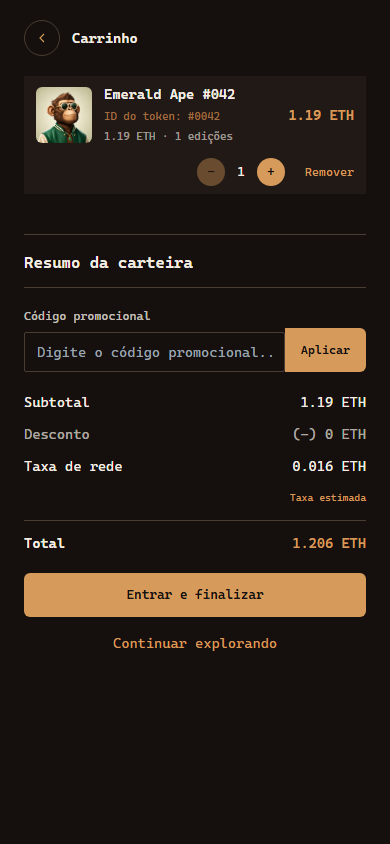 Carrinho
Emerald Ape #042
ID do token: #0042
1.19 ETH · 1 edições
1.19 ETH
− 1 +
Remover
Resumo da carteira
Código promocional
Digite o código promocional..
Aplicar
Subtotal 1.19 ETH
Desconto (−) 0 ETH
Taxa de rede 0.016 ETH
Taxa estimada
Total 1.206 ETH
Entrar e finalizar
Continuar explorando